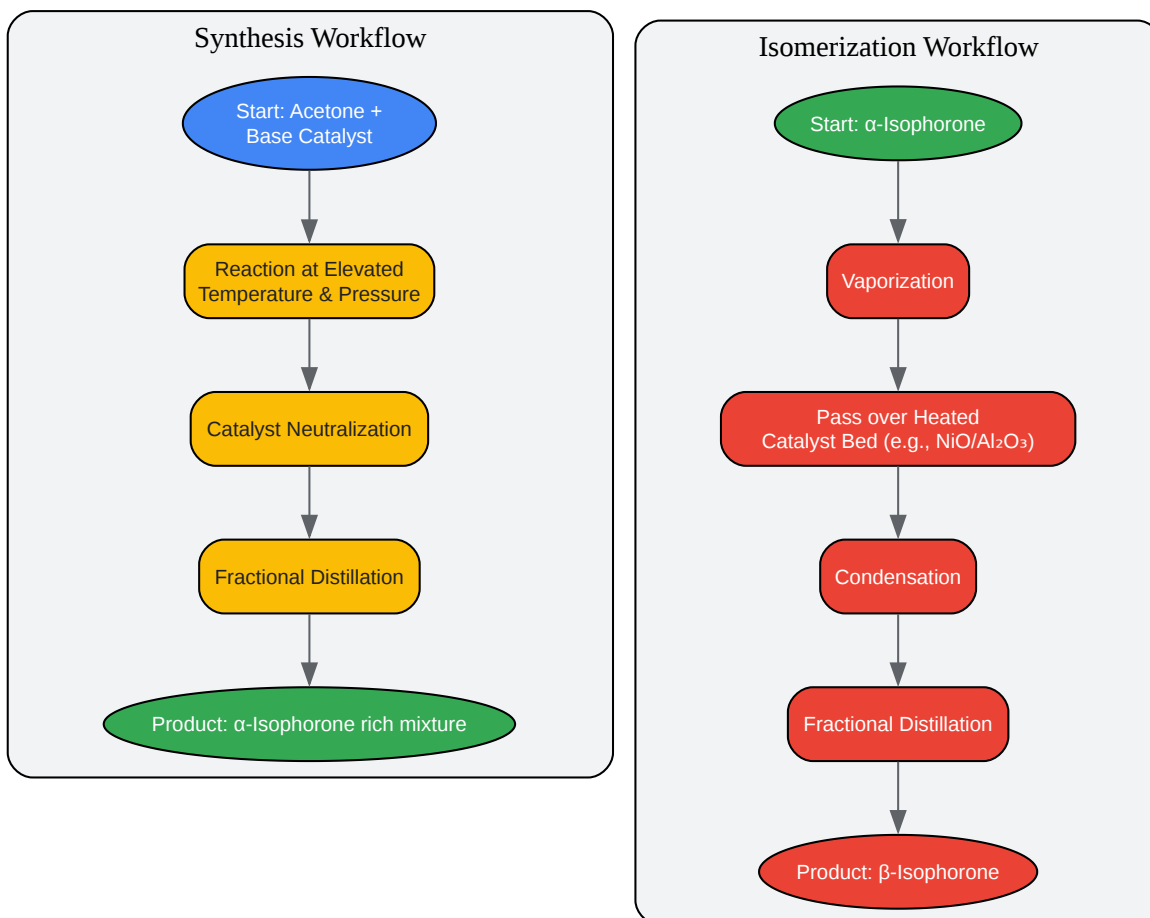 Synthesis Workflow
Start: Acetone +
Base Catalyst
Reaction at Elevated
Temperature & Pressure
Catalyst Neutralization
Fractional Distillation
Product: α-Isophorone rich mixture
Isomerization Workflow
Start: α-Isophorone
Vaporization
Pass over Heated
Catalyst Bed (e.g., NiO/Al₂O₃)
Condensation
Fractional Distillation
Product: β-Isophorone